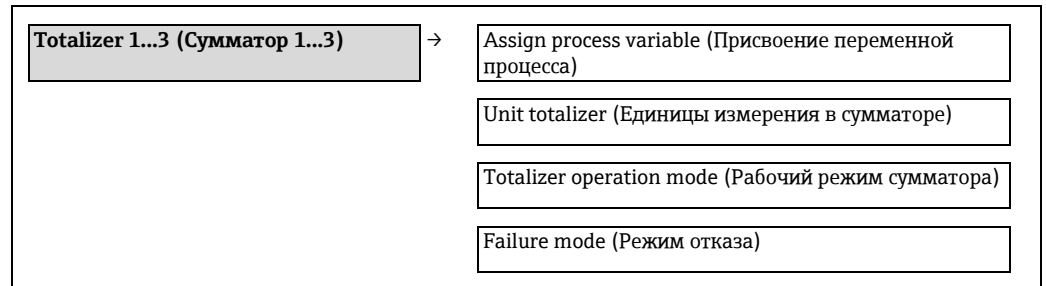 Totalizer 1...3 (Сумматор 1...3) → Assign process variable (Присвоение переменной
процесса)
Unit totalizer (Единицы измерения в сумматоре)
Totalizer operation mode (Рабочий режим сумматора)
Failure mode (Режим отказа)